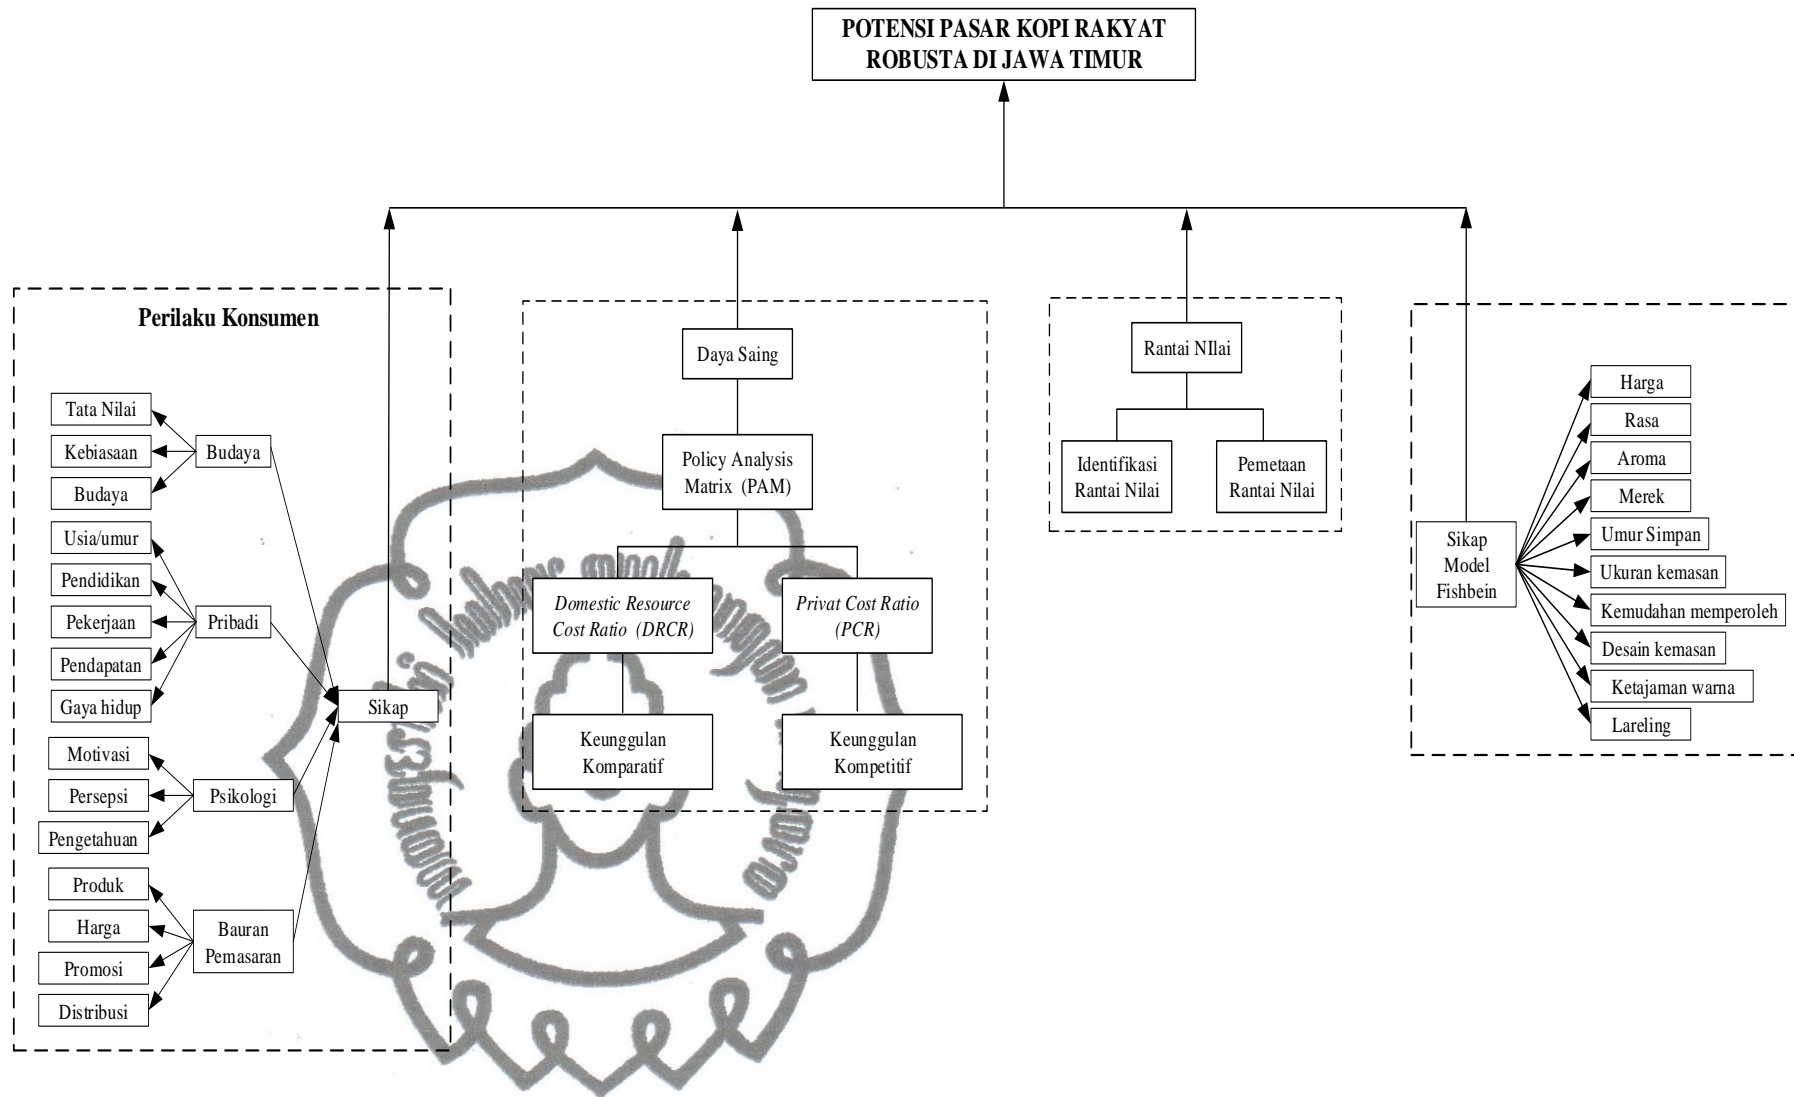 POTENSI PASAR KOPI RAKYAT
ROBUSTA DI JAWA TIMUR
Perilaku Konsumen
Tata Nilai
Kebiasaan
Budaya
Budaya
Usia/umur
Pendidikan
Pekerjaan
Pendapatan
Gaya hidup
Pribadi
Sikap
Motivasi
Persepsi
Pengetahuan
Psikologi
Produk
Harga
Promosi
Distribusi
Bauran
Pemasaran
Daya Saing
Policy Analysis
Matrix (PAM)
Domestic Resource
Cost Ratio (DRCR)
Privat Cost Ratio
(PCR)
Keunggulan
Komparatif
Keunggulan
Kompetitif
Rantai NIlai
Identifikasi
Rantai Nilai
Pemetaan
Rantai Nilai
Sikap
Model
Fishbein
Harga
Rasa
Aroma
Merek
Umur Simpan
Ukuran kemasan
Kemudahan memperoleh
Desain kemasan
Ketajaman warna
Lareling